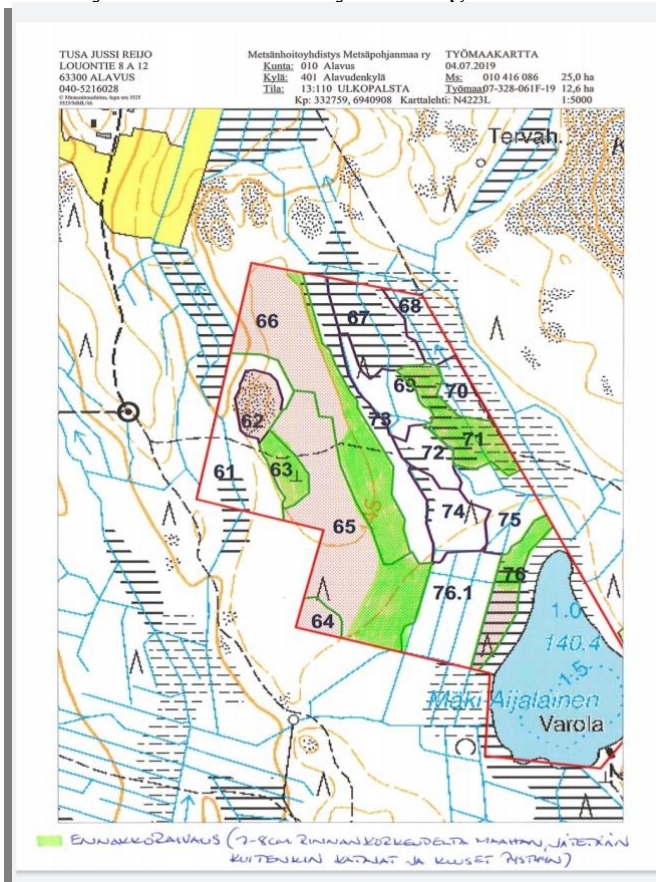 TUSA JUSSI REIJO
LOUONTIE 8 A 12
63300 ALAVUS
040-5216028
Metsänhoitoyhdistys Metsäpohjanmaa ry
Kunta: 010 Alavus
Kylä: 401 Alavudenkylä
Tila: 13:110 ULKOPALSTA
Kp: 332759, 6940908 Karttalehti: N4223L
TYÖMAAKARTTA
04.07.2019
Ms: 010 416 086 25,0 ha
Työmaa:07-328-061F-19 12,6 ha
1:5000
Tervah.
66
67
68
69
70
62
73
71
72
63
61
74
75
65
76
76.1
64
45
1.0
140.4
1.5
Mäki-Aijalainen
Varola
ENNAKKORAIVAUS (7-8CM RINNANKORKEUDELTA MAAHAN, JÄTETÄÄN
KUITENKIN KATAJAT JA KUUSET PYSTYYN)